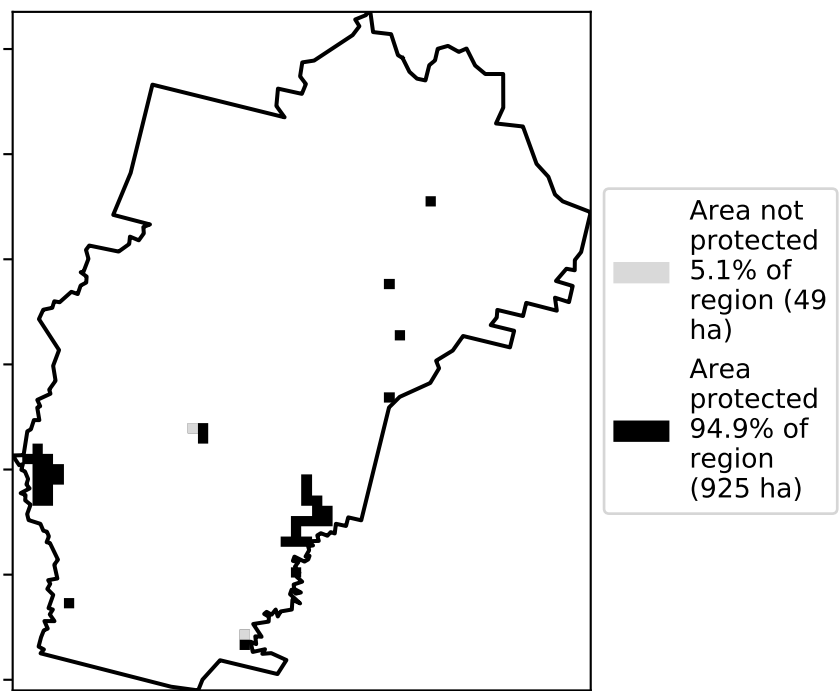 Area not
protected
5.1% of
region (49
ha)
Area
protected
94.9% of
region
(925 ha)